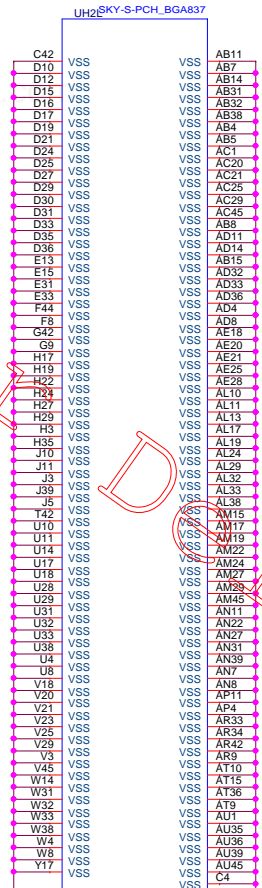 UH2L SKY-S-PCH_BGA837
C42 VSS VSS AB11
D10 VSS VSS AB7
D12 VSS VSS AB14
D15 VSS VSS AB31
D16 VSS VSS AB32
D17 VSS VSS AB38
D19 VSS VSS AB4
D21 VSS VSS AB5
D24 VSS VSS AC1
D25 VSS VSS AC20
D27 VSS VSS AC21
D29 VSS VSS AC25
D30 VSS VSS AC29
D31 VSS VSS AC45
D33 VSS VSS AB8
D35 VSS VSS AD11
D36 VSS VSS AD14
E13 VSS VSS AB15
E15 VSS VSS AD32
E31 VSS VSS AD33
E33 VSS VSS AD36
F44 VSS VSS AD4
F8 VSS VSS AD8
G42 VSS VSS AE18
G9 VSS VSS AE20
H17 VSS VSS AE21
H19 VSS VSS AE25
H22 VSS VSS AE28
H24 VSS VSS AL10
H27 VSS VSS AL11
H29 VSS VSS AL13
H3 VSS VSS AL17
H35 VSS VSS AL19
J10 VSS VSS AL24
J11 VSS VSS AL29
J3 VSS VSS AL32
J39 VSS VSS AL33
J5 VSS VSS AL38
T42 VSS VSS AM15
U10 VSS VSS AM17
U11 VSS VSS AM19
U14 VSS VSS AM22
U17 VSS VSS AM24
U18 VSS VSS AM27
U28 VSS VSS AM29
U29 VSS VSS AM45
U31 VSS VSS AN11
U32 VSS VSS AN22
U33 VSS VSS AN27
U38 VSS VSS AN31
U4 VSS VSS AN39
U8 VSS VSS AN7
V18 VSS VSS AN8
V20 VSS VSS AP11
V21 VSS VSS AP4
V23 VSS VSS AR33
V25 VSS VSS AR34
V29 VSS VSS AR42
V3 VSS VSS AR9
V45 VSS VSS AT10
W14 VSS VSS AT15
W31 VSS VSS AT36
W32 VSS VSS AT9
W33 VSS VSS AU1
W38 VSS VSS AU35
W4 VSS VSS AU36
W8 VSS VSS AU39
Y17 VSS VSS AU45
VSS C4
D